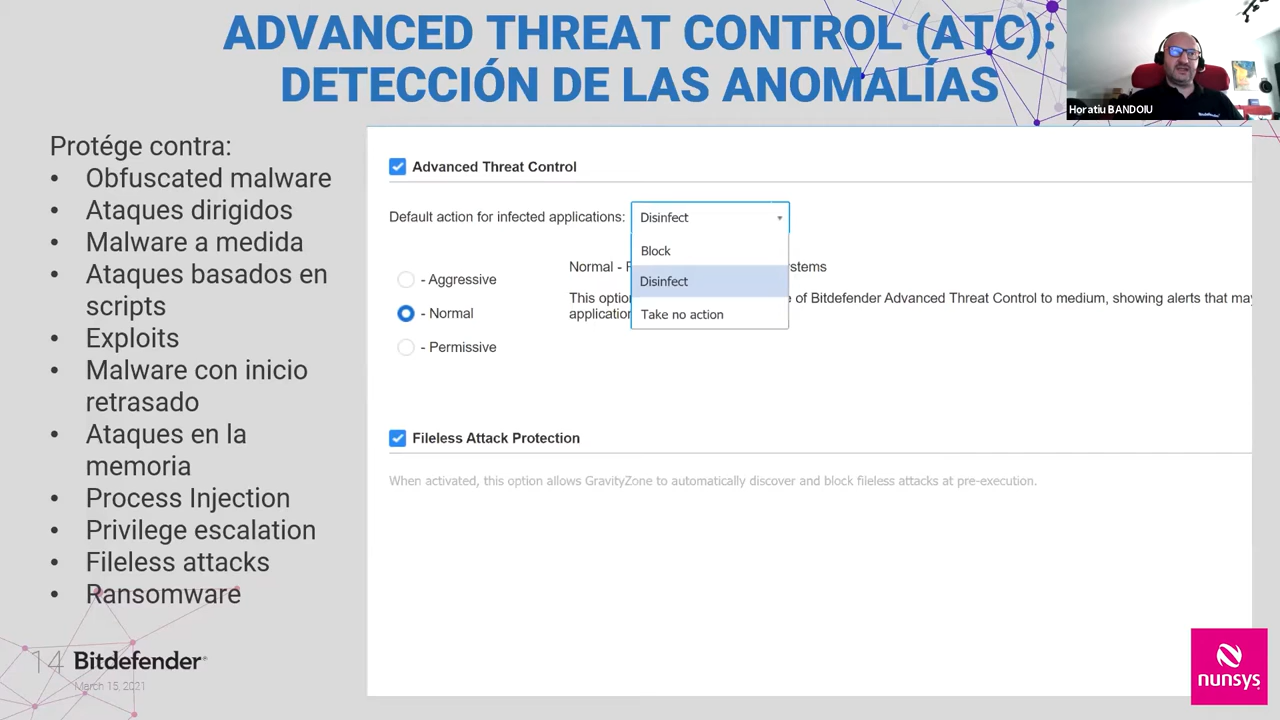 ADVANCED THREAT CONTROL (ATC):
DETECCIÓN DE LAS ANOMALÍAS
Horatiu BANDOIU
Protége contra:
• Obfuscated malware
• Ataques dirigidos
• Malware a medida
• Ataques basados en
scripts
• Exploits
• Malware con inicio
retrasado
• Ataques en la
memoria
• Process Injection
• Privilege escalation
• Fileless attacks
• Ransomware
Advanced Threat Control
Default action for infected applications: Disinfect
Block
Disinfect
Take no action
- Aggressive
- Normal
- Permissive
Normal - systems
This option of Bitdefender Advanced Threat Control to medium, showing alerts that may
application
Fileless Attack Protection
When activated, this option allows GravityZone to automatically discover and block fileless attacks at pre-execution.
14 Bitdefender
March 15, 2021
nunsys